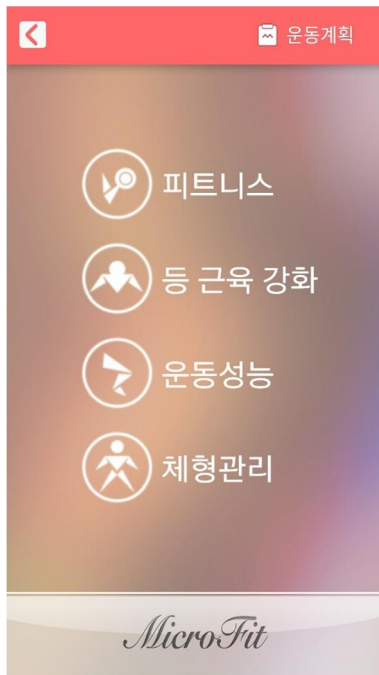 운동계획
피트니스
등 근육 강화
운동성능
체형관리
MicroFit